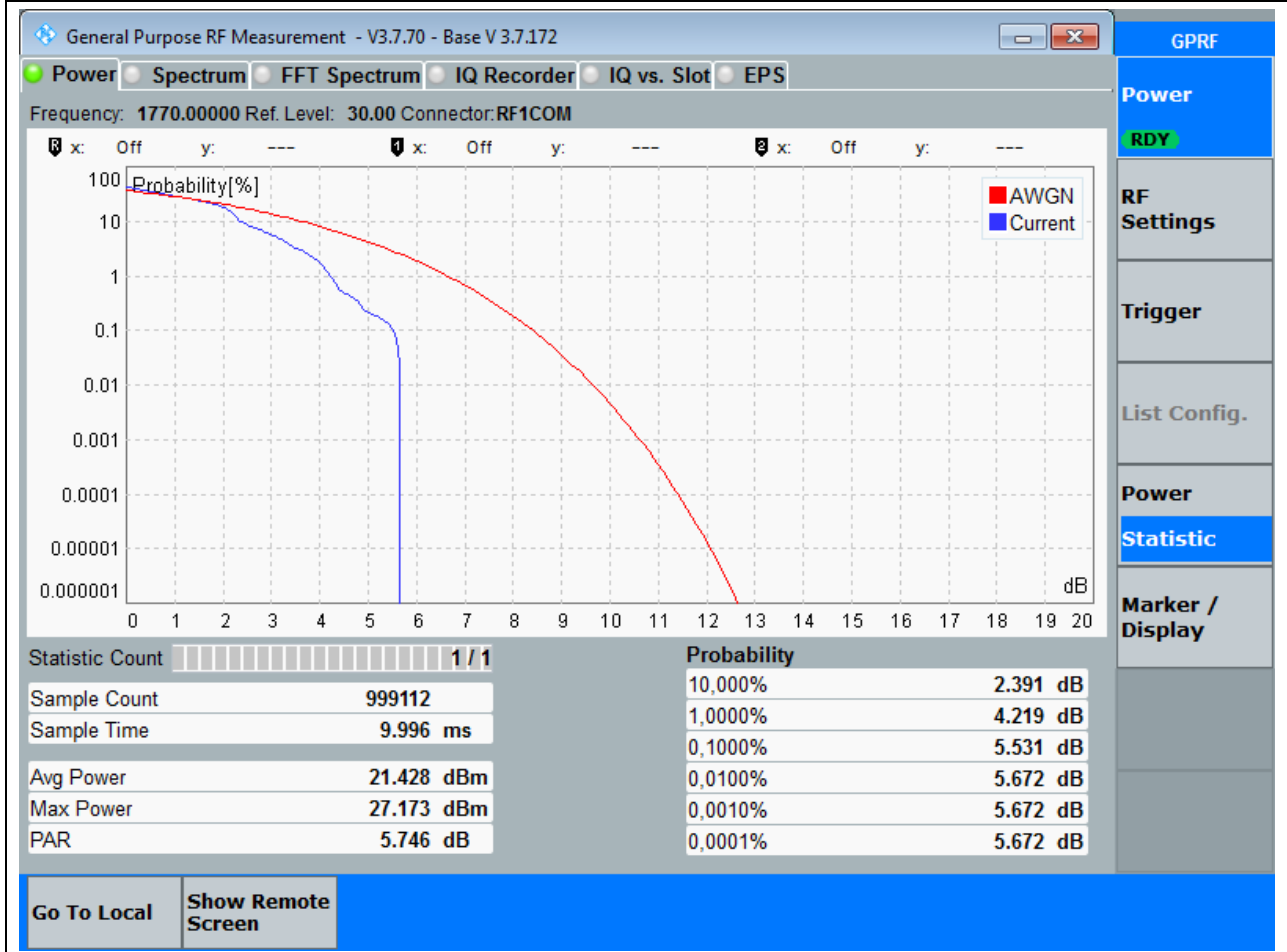 General Purpose RF Measurement - V3.7.70 - Base V 3.7.172
GPRF
Power Spectrum FFT Spectrum IQ Recorder IQ vs. Slot EPS
Frequency: 1770.00000 Ref. Level: 30.00 Connector: RF1COM
R x: Off y: --- 1 x: Off y: --- 2 x: Off y: ---
Probability[%]
AWGN
Current
100
10
1
0.1
0.01
0.001
0.0001
0.00001
0.000001
dB
0 1 2 3 4 5 6 7 8 9 10 11 12 13 14 15 16 17 18 19 20
Statistic Count 1 / 1
Sample Count 999112
Sample Time 9.996 ms
Avg Power 21.428 dBm
Max Power 27.173 dBm
PAR 5.746 dB
Probability
10,000% 2.391 dB
1,0000% 4.219 dB
0,1000% 5.531 dB
0,0100% 5.672 dB
0,0010% 5.672 dB
0,0001% 5.672 dB
Power
RDY
RF
Settings
Trigger
List Config.
Power
Statistic
Marker /
Display
Go To Local
Show Remote
Screen